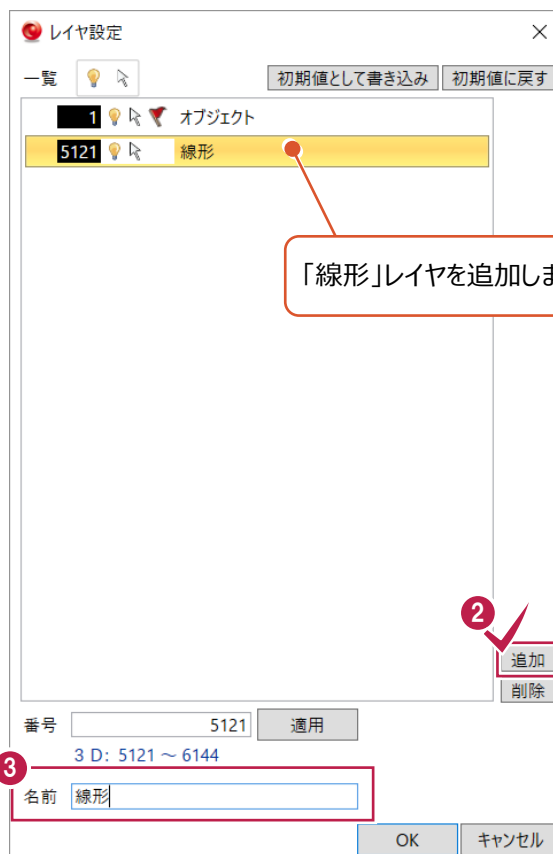 レイヤ設定
一覧
初期値として書き込み
初期値に戻す
1 オブジェクト
5121 線形
「線形」レイヤを追加しま
2
追加
削除
番号 5121 適用
3 D: 5121 ～ 6144
3
名前 線形
OK キャンセル